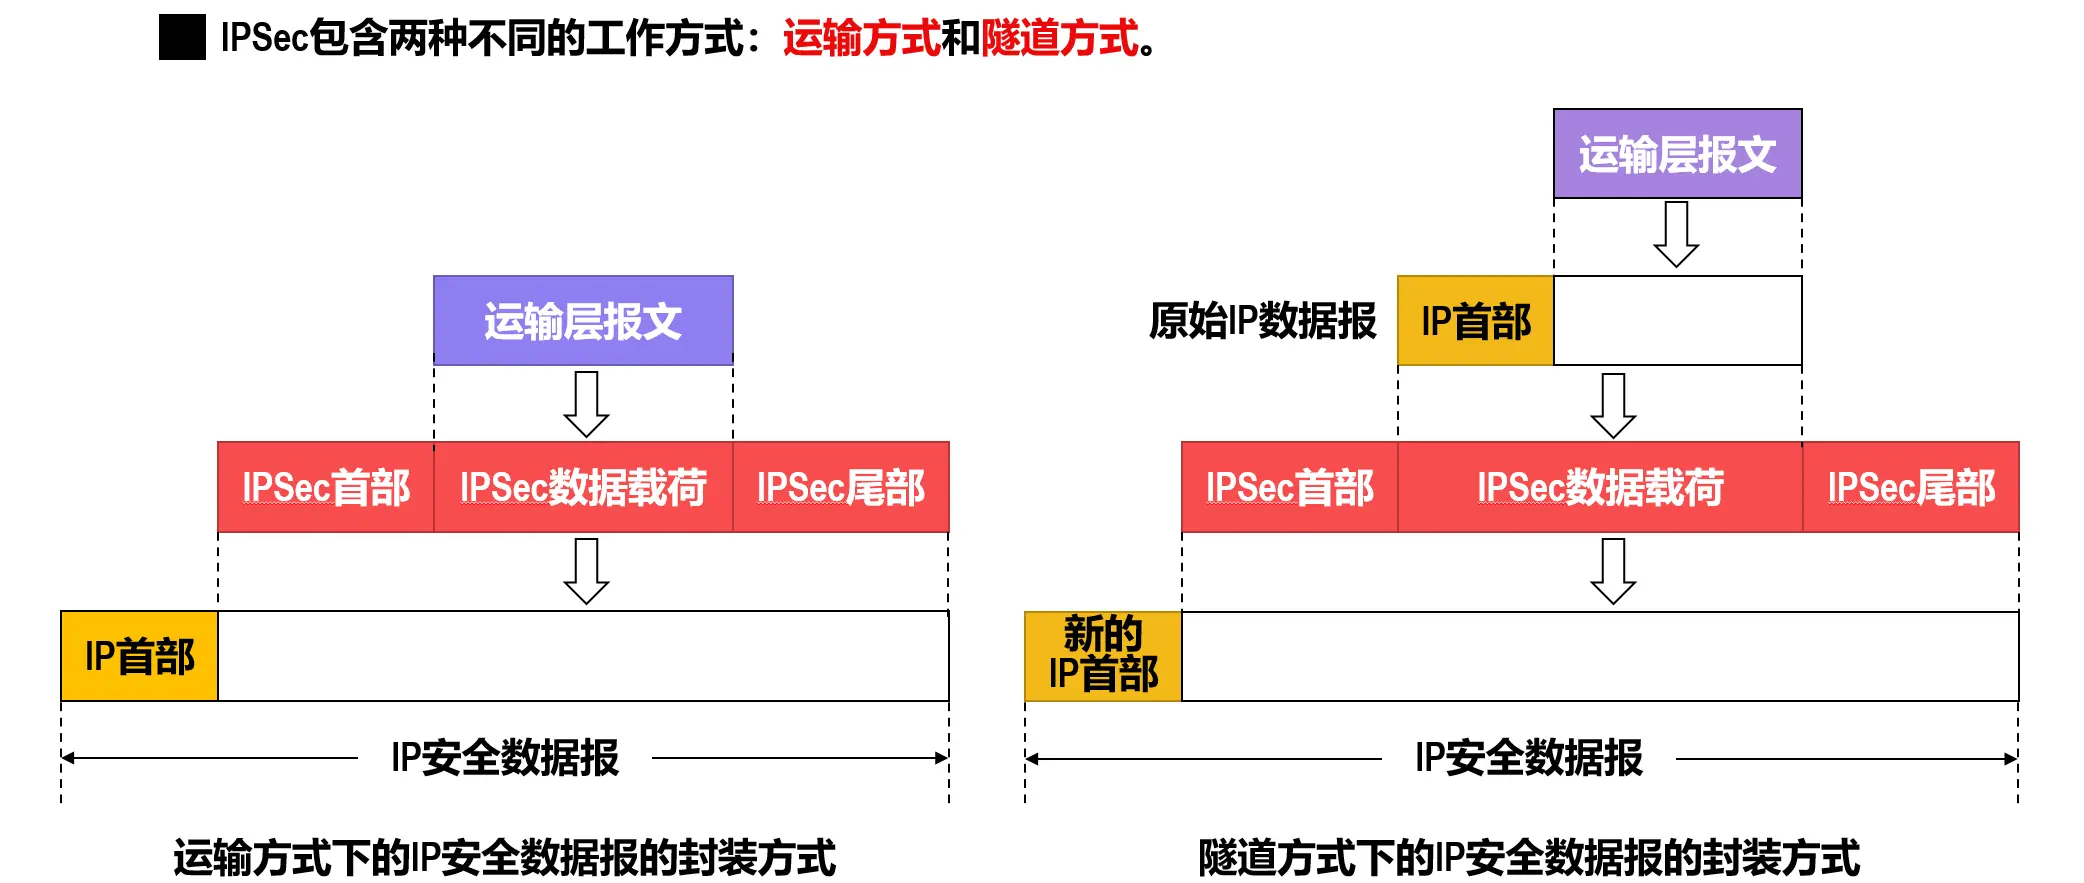 IPSec包含两种不同的工作方式：运输方式和隧道方式。
运输层报文
IPSec首部 IPSec数据载荷 IPSec尾部
IP首部
IP安全数据报
运输方式下的IP安全数据报的封装方式
运输层报文
原始IP数据报 IP首部
IPSec首部 IPSec数据载荷 IPSec尾部
新的
IP首部
IP安全数据报
隧道方式下的IP安全数据报的封装方式